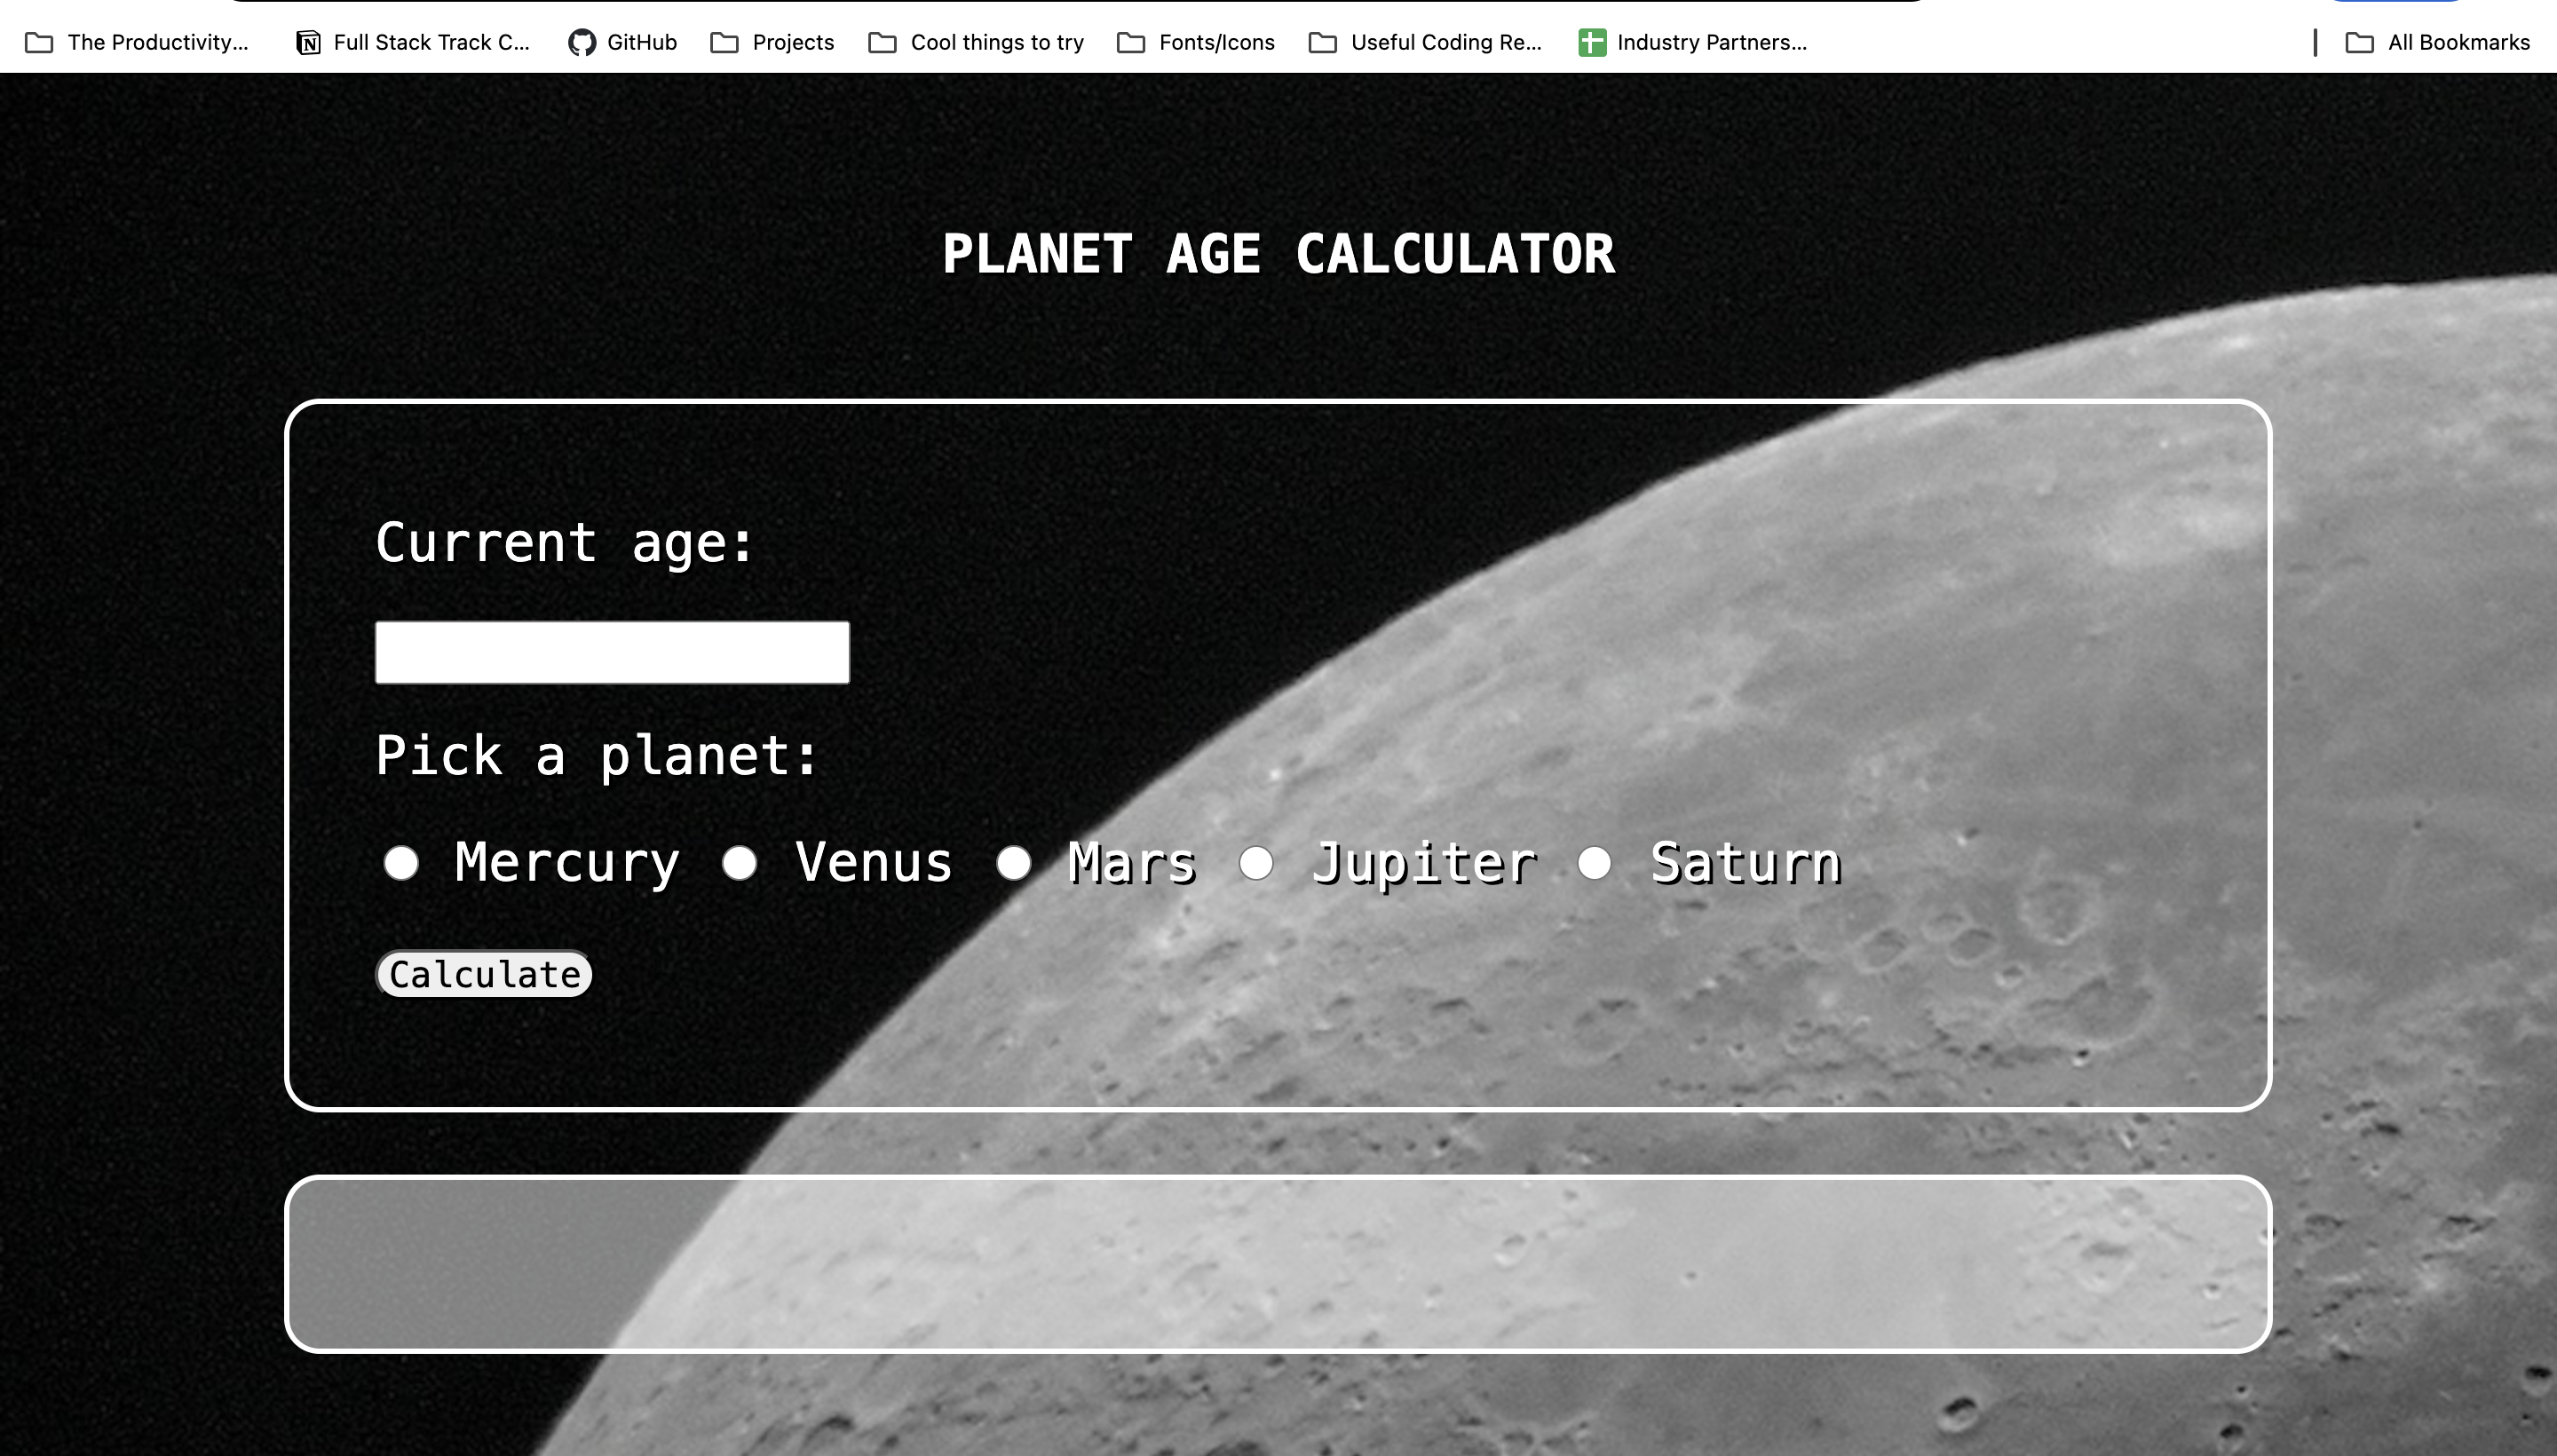 The Productivity... Full Stack Track C... GitHub Projects Cool things to try Fonts/Icons Useful Coding Re... Industry Partners... All Bookmarks
PLANET AGE CALCULATOR
Current age:
Pick a planet:
Mercury Venus Mars Jupiter Saturn
Calculate